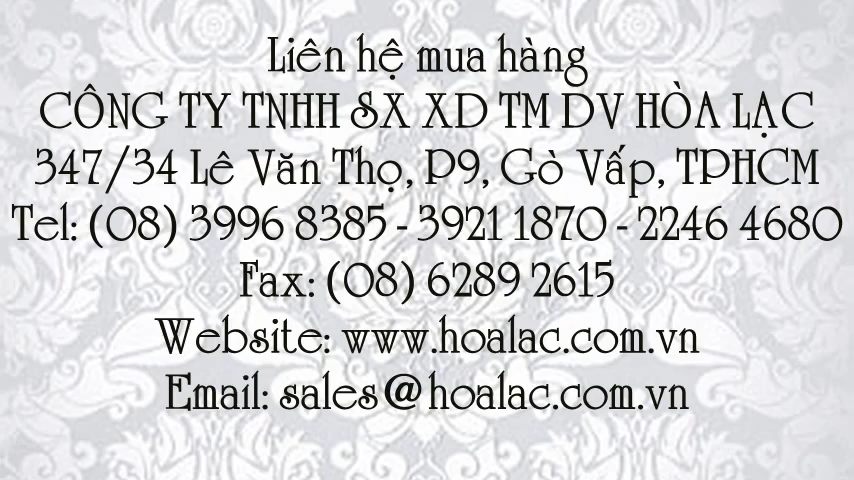 Liên hệ mua hàng
CÔNG TY TNHH SX XD TM DV HÒA LẠC
347/34 Lê Văn Thọ, P9, Gò Vấp, TPHCM
Tel: (08) 3996 8385 - 3921 1870 - 2246 4680
Fax: (08) 6289 2615
Website: www.hoalac.com.vn
Email: sales@hoalac.com.vn